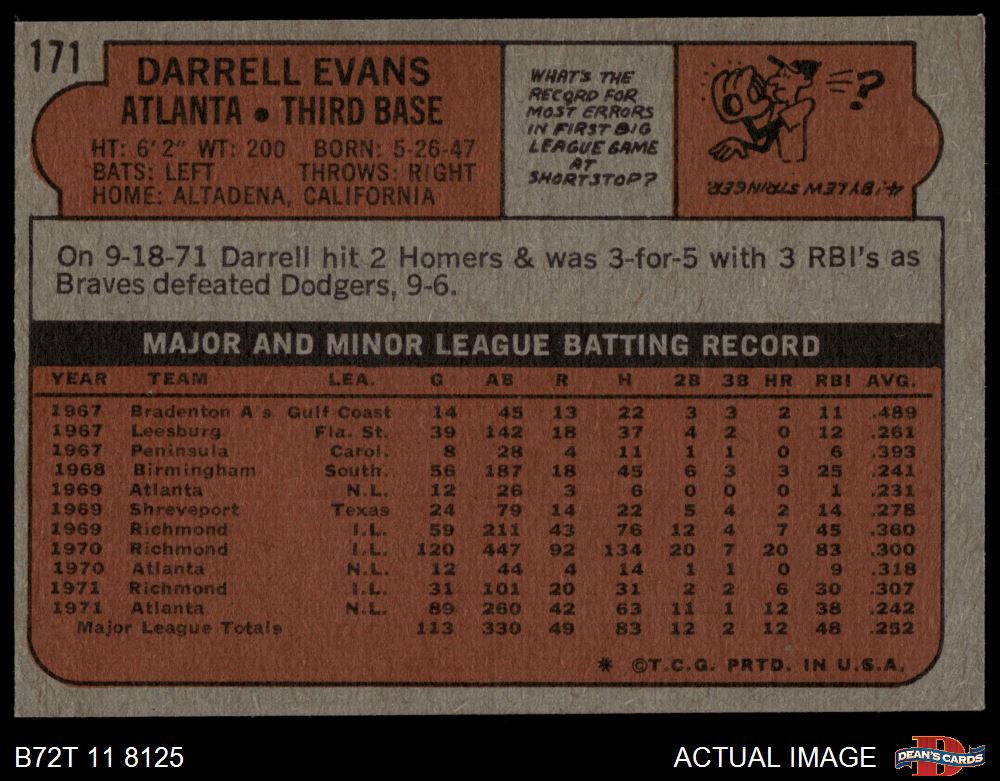 171
DARRELL EVANS
ATLANTA • THIRD BASE
HT: 6'2" WT: 200 BORN: 5-26-47
BATS: LEFT THROWS: RIGHT
HOME: ALTADENA, CALIFORNIA
WHAT'S THE
RECORD FOR
MOST ERRORS
IN FIRST BIG
LEAGUE GAME
AT
SHORTSTOP?
?
4; BY LEW STRINGER
On 9-18-71 Darrell hit 2 Homers & was 3-for-5 with 3 RBI's as
Braves defeated Dodgers, 9-6.
MAJOR AND MINOR LEAGUE BATTING RECORD
YEAR TEAM LEA. G AB R H 2B 3B HR RBI AVG.
1967 Bradenton A's Gulf Coast 14 45 13 22 3 3 2 11 .489
1967 Leesburg Fla. St. 39 142 18 37 4 2 0 12 .261
1967 Peninsula Carol. 8 28 4 11 1 1 0 6 .393
1968 Birmingham South. 56 187 18 45 6 3 3 25 .241
1969 Atlanta N.L. 12 26 3 6 0 0 0 1 .231
1969 Shreveport Texas 24 79 14 22 5 4 2 14 .278
1969 Richmond I.L. 59 211 43 76 12 4 7 45 .360
1970 Richmond I.L. 120 447 92 134 20 7 20 83 .300
1970 Atlanta N.L. 12 44 4 14 1 1 0 9 .318
1971 Richmond I.L. 31 101 20 31 2 2 6 30 .307
1971 Atlanta N.L. 89 260 42 63 11 1 12 38 .242
Major League Totals 113 330 49 83 12 2 12 48 .252
* ©T.C.G. PRTD. IN U.S.A.
B72T 11 8125
ACTUAL IMAGE
D
DEAN'S CARDS